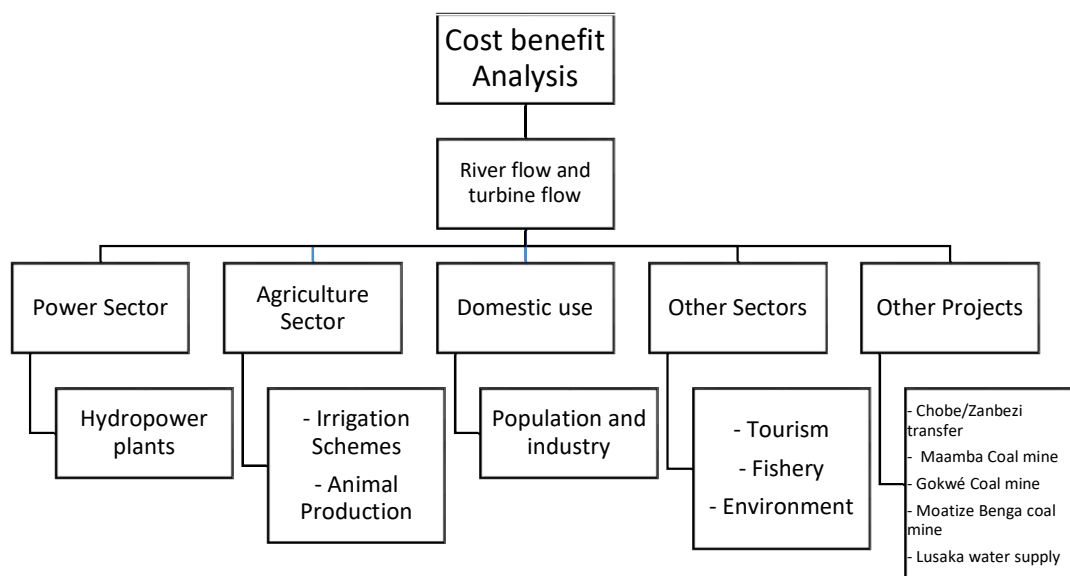 Cost benefit
Analysis
River flow and
turbine flow
Power Sector
Agriculture
Sector
Domestic use
Other Sectors
Other Projects
Hydropower
plants
- Irrigation
Schemes
- Animal
Production
Population and
industry
- Tourism
- Fishery
- Environment
- Chobe/Zanbezi
transfer
- Maamba Coal mine
- Gokwé Coal mine
- Moatize Benga coal
mine
- Lusaka water supply